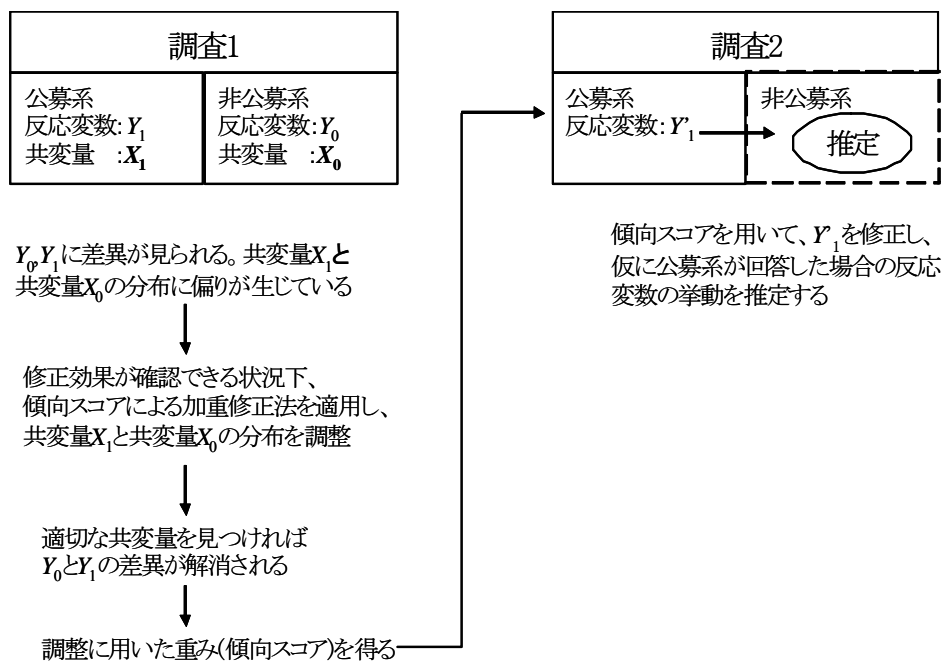 調査1
公募系
反応変数:Y₁
共変量 :X₁
非公募系
反応変数:Y₀
共変量 :X₀
Y₀,Y₁に差異が見られる。共変量X₁と
共変量X₀の分布に偏りが生じている
修正効果が確認できる状況下、
傾向スコアによる加重修正法を適用し、
共変量X₁と共変量X₀の分布を調整
適切な共変量を見つければ
Y₀とY₁の差異が解消される
調整に用いた重み(傾向スコア)を得る
調査2
公募系
反応変数:Y'₁
非公募系
推定
傾向スコアを用いて、Y'₁を修正し、
仮に公募系が回答した場合の反応
変数の挙動を推定する